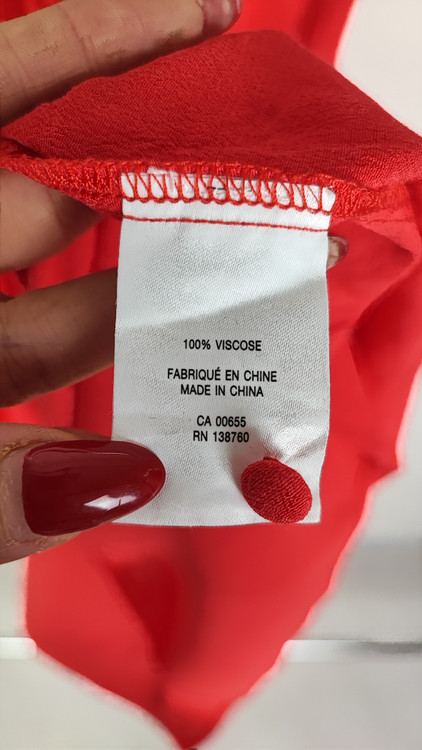 100% VISCOSE
FABRIQUÉ EN CHINE
MADE IN CHINA
CA 00655
RN 138760